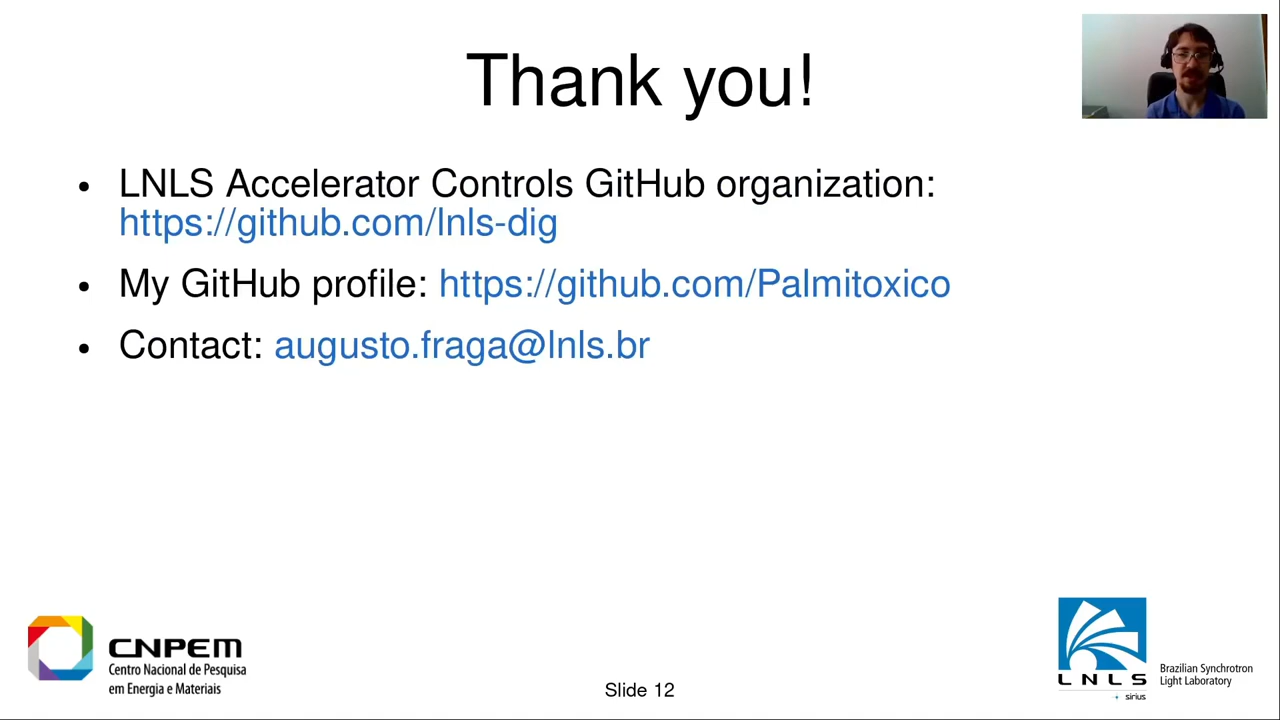 Thank you!
• LNLS Accelerator Controls GitHub organization:
https://github.com/lnls-dig
• My GitHub profile: https://github.com/Palmitoxico
• Contact: augusto.fraga@lnls.br
CNPEM
Centro Nacional de Pesquisa
em Energia e Materiais
Slide 12
LNLS
sirius
Brazilian Synchrotron
Light Laboratory